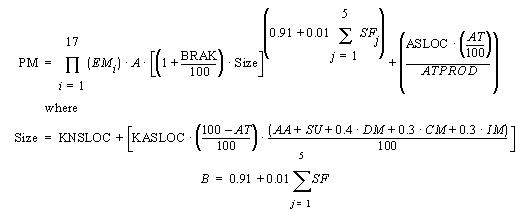 PM = ∏_{i = 1}^{17} (EM_i) · A · [(1 + BRAK/100) · Size]^(0.91 + 0.01 ∑_{j = 1}^{5} SF_j) + (ASLOC · (AT/100) / ATPROD)
where
Size = KNSLOC + [KASLOC · (100 – AT / 100) · (AA + SU + 0.4 · DM + 0.3 · CM + 0.3 · IM) / 100]
B = 0.91 + 0.01 ∑_{j = 1}^{5} SF